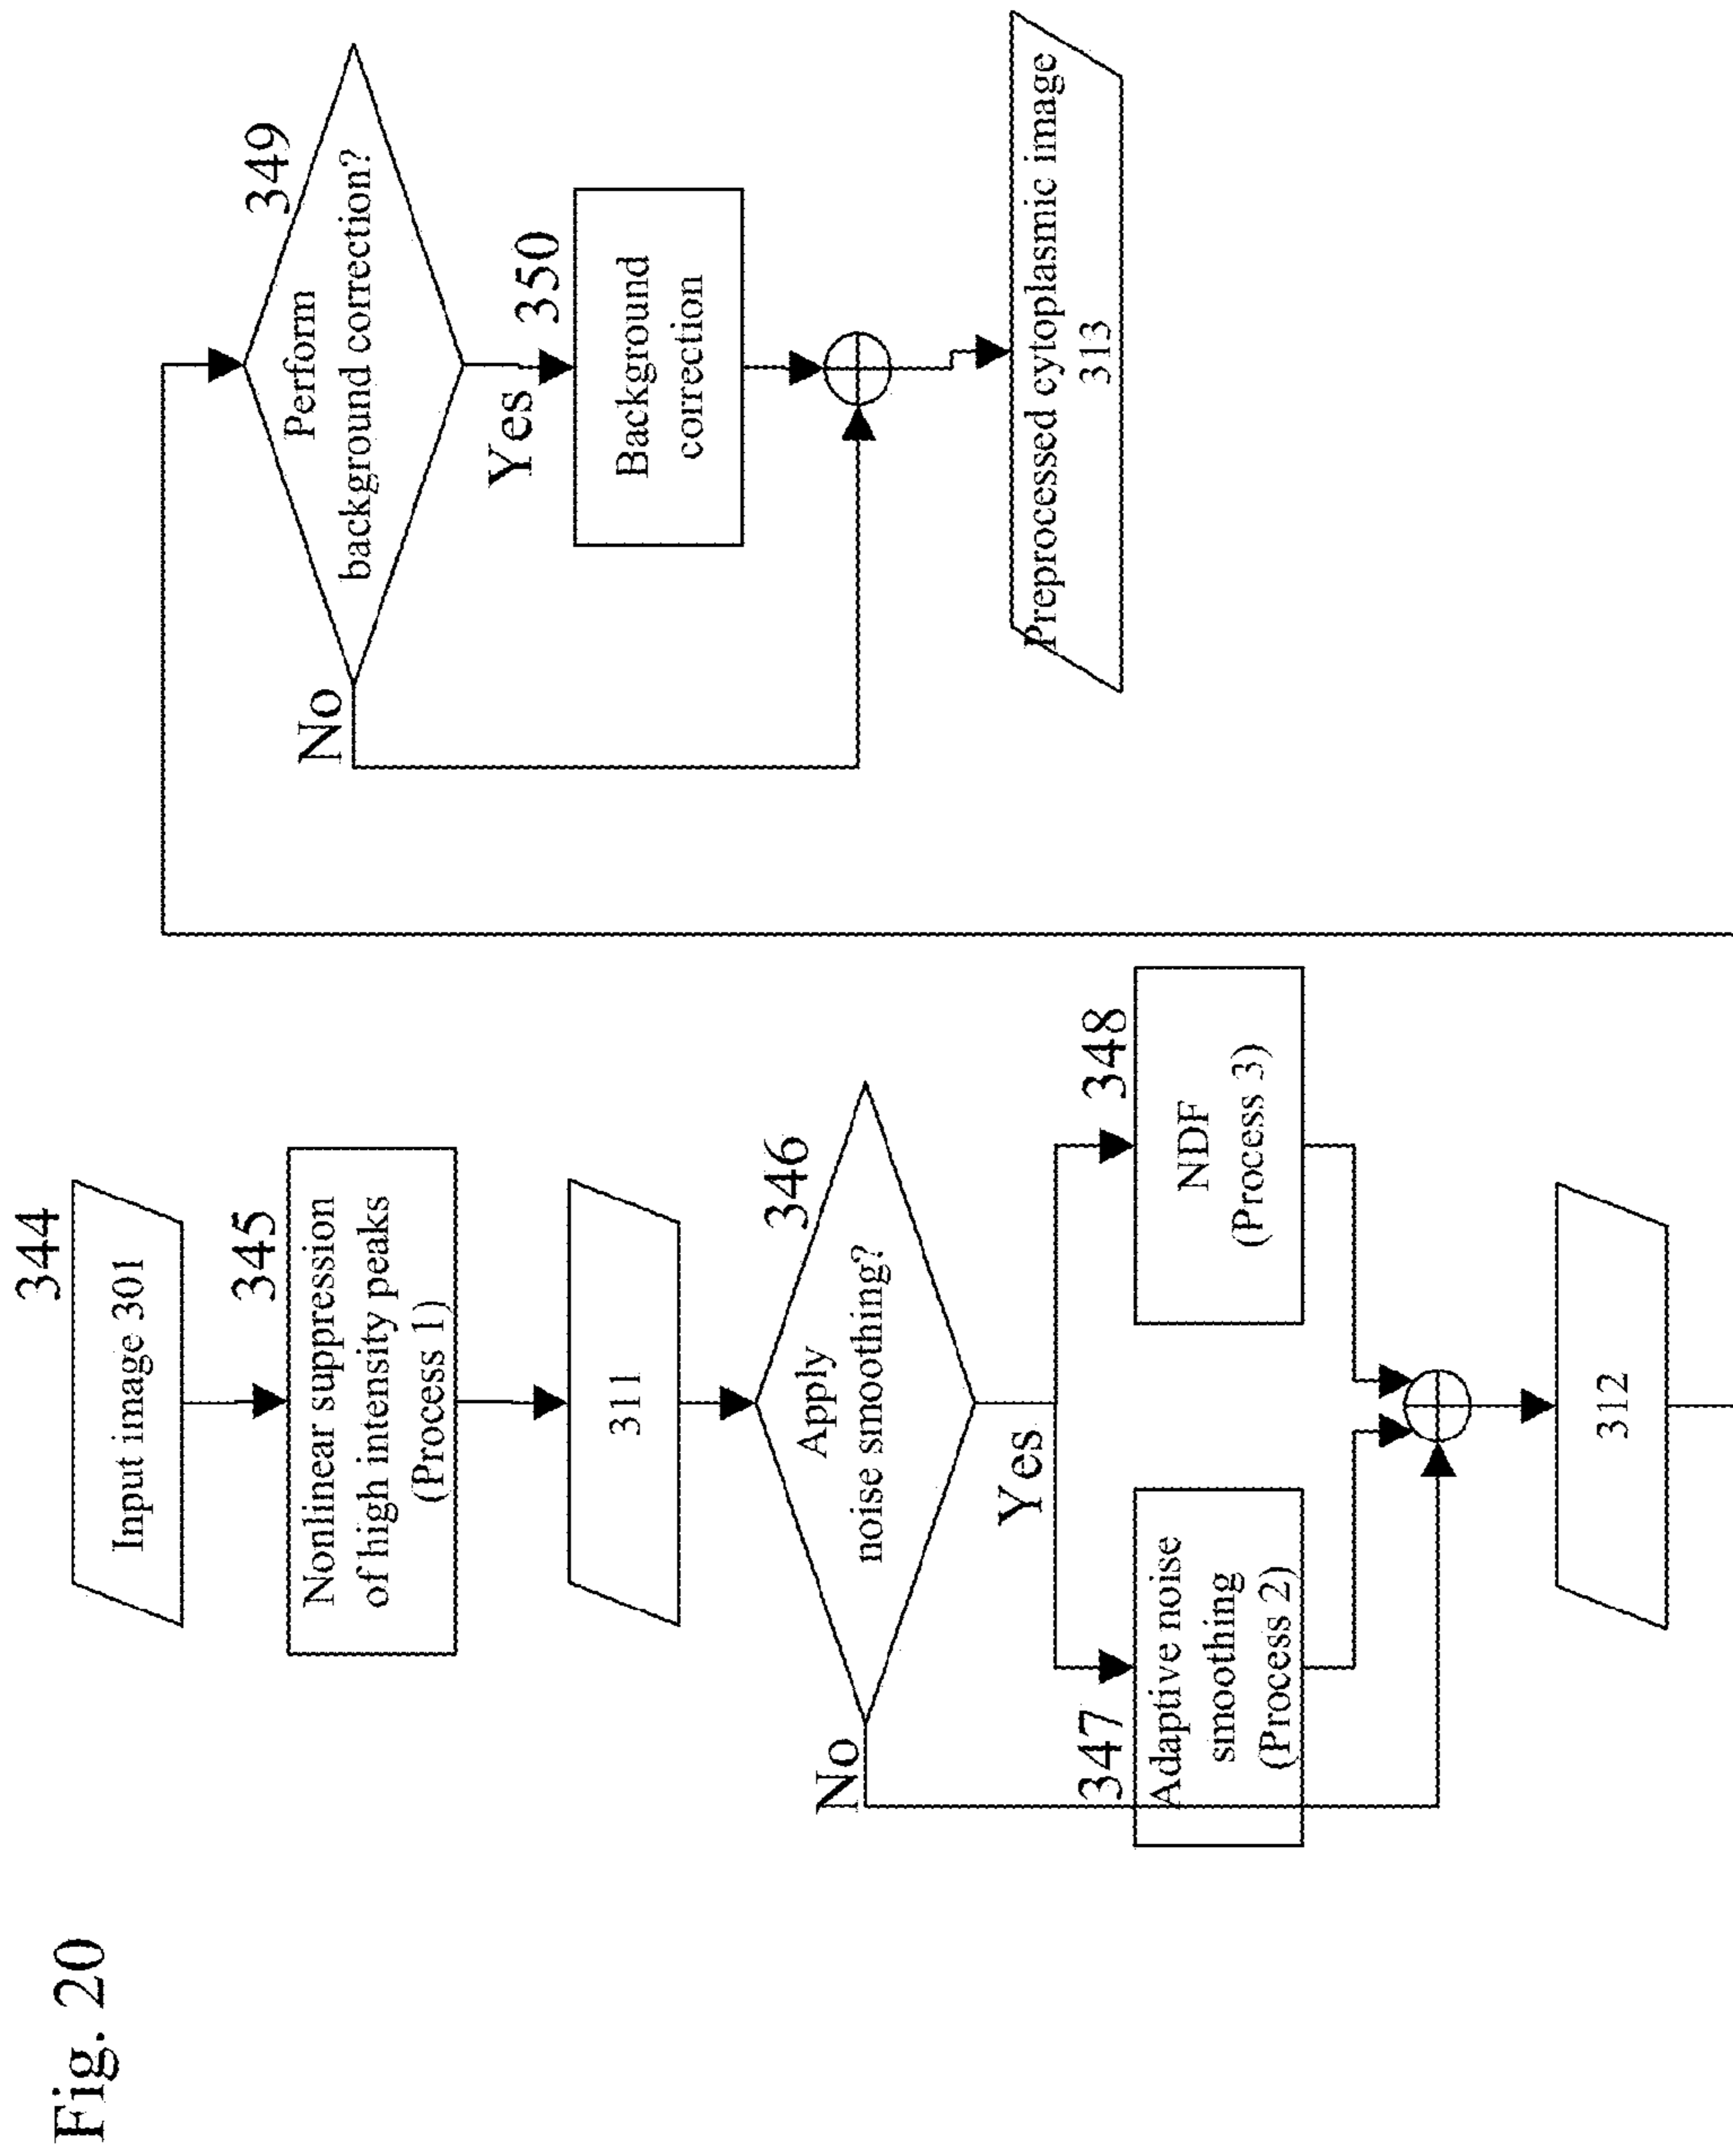 Fig. 20
344
Input image 301
345
Nonlinear suppression
of high intensity peaks
(Process 1)
311
346
Apply
noise smoothing?
No
Yes
347
Adaptive noise
smoothing
(Process 2)
348
NDF
(Process 3)
312
349
Perform
background correction?
No
Yes
350
Background
correction
Preprocessed cytoplasmic image
313